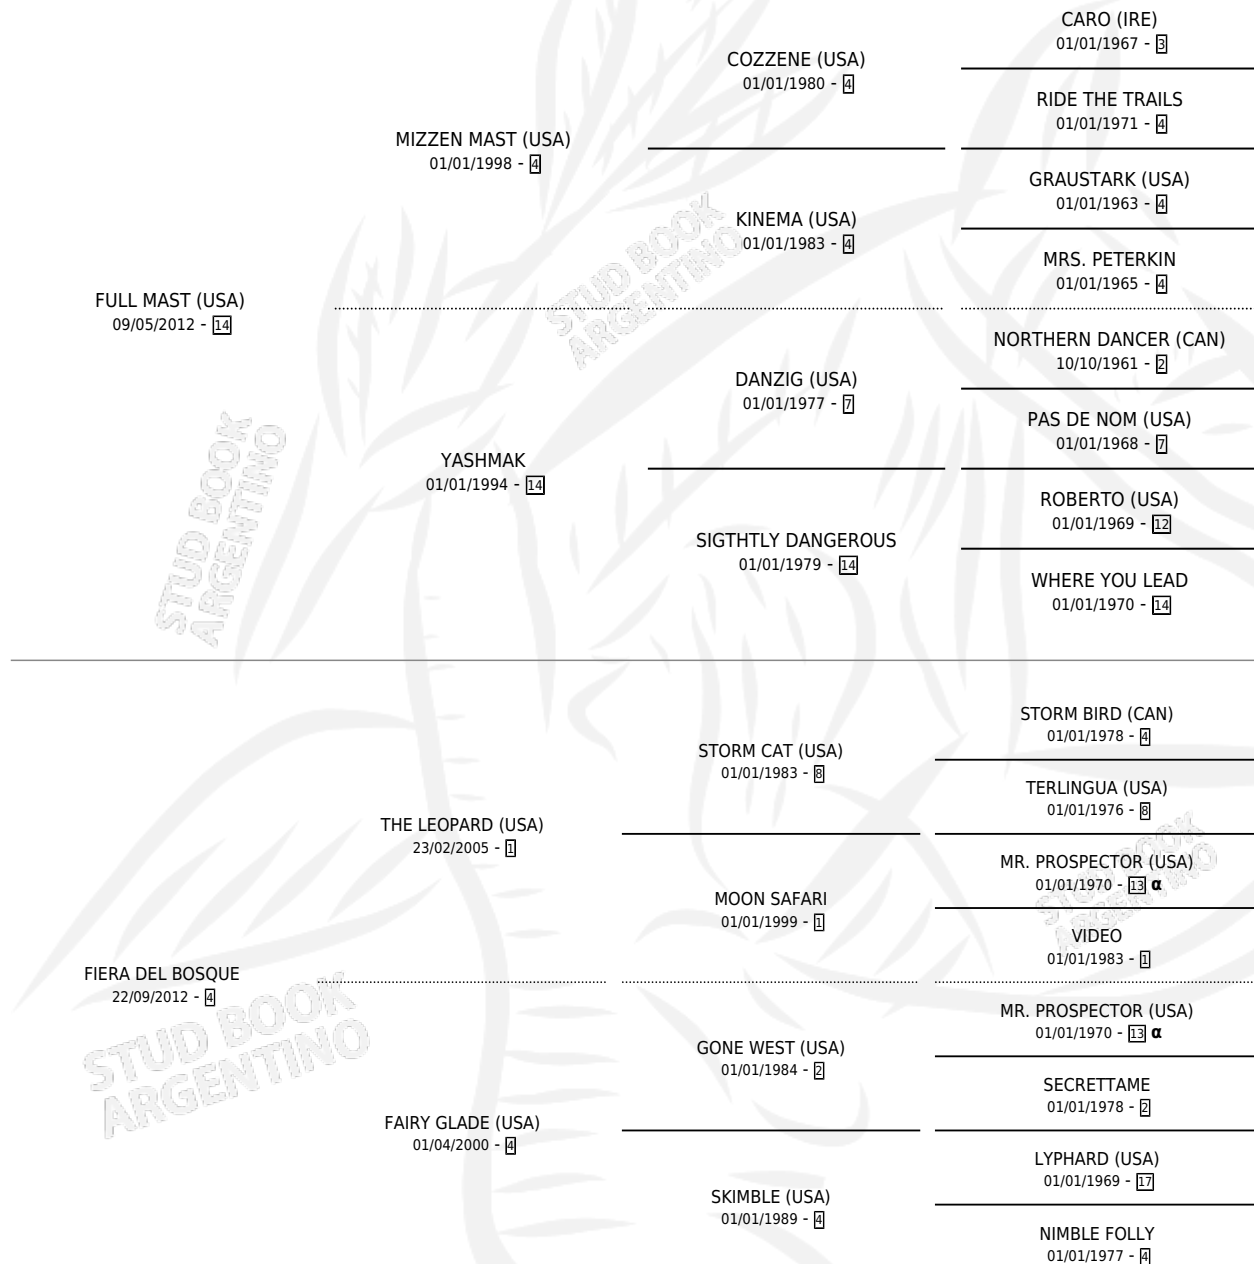 CARO (IRE)
01/01/1967 - 3
COZZENE (USA)
01/01/1980 - 4
RIDE THE TRAILS
01/01/1971 - 4
MIZZEN MAST (USA)
01/01/1998 - 4
GRAUSTARK (USA)
01/01/1963 - 4
KINEMA (USA)
01/01/1983 - 4
MRS. PETERKIN
01/01/1965 - 4
FULL MAST (USA)
09/05/2012 - 14
NORTHERN DANCER (CAN)
10/10/1961 - 2
DANZIG (USA)
01/01/1977 - 7
PAS DE NOM (USA)
01/01/1968 - 7
YASHMAK
01/01/1994 - 14
ROBERTO (USA)
01/01/1969 - 12
SIGTHTLY DANGEROUS
01/01/1979 - 14
WHERE YOU LEAD
01/01/1970 - 14
STUD BOOK
ARGENTINO
STUD BOOK
ARGENTINO
STORM BIRD (CAN)
01/01/1978 - 4
STORM CAT (USA)
01/01/1983 - 8
TERLINGUA (USA)
01/01/1976 - 8
THE LEOPARD (USA)
23/02/2005 - 1
MR. PROSPECTOR (USA)
01/01/1970 - 13 α
MOON SAFARI
01/01/1999 - 1
VIDEO
01/01/1983 - 1
FIERA DEL BOSQUE
22/09/2012 - 4
MR. PROSPECTOR (USA)
01/01/1970 - 13 α
GONE WEST (USA)
01/01/1984 - 2
SECRETTAME
01/01/1978 - 2
FAIRY GLADE (USA)
01/04/2000 - 4
LYPHARD (USA)
01/01/1969 - 17
SKIMBLE (USA)
01/01/1989 - 4
NIMBLE FOLLY
01/01/1977 - 4
STUD BOOK
ARGENTINO
STUD BOOK
ARGENTINO